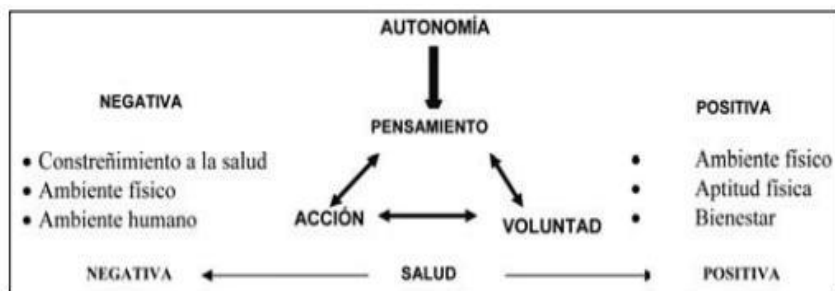 AUTONOMÍA
NEGATIVA
POSITIVA
PENSAMIENTO
• Constreñimiento a la salud
• Ambiente físico
• Ambiente humano
ACCIÓN
VOLUNTAD
• Ambiente físico
• Aptitud física
• Bienestar
NEGATIVA
SALUD
POSITIVA